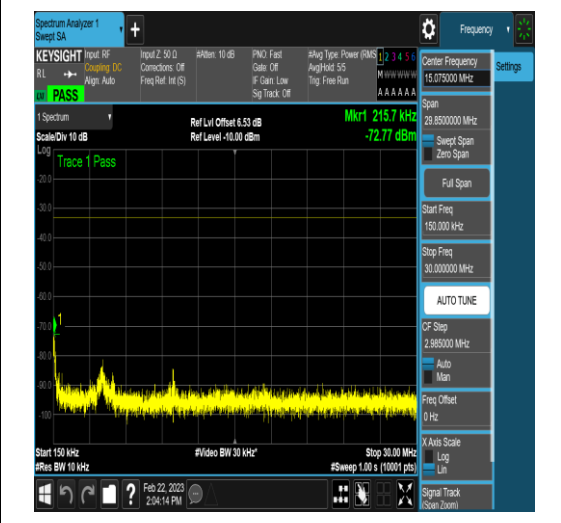 Spectrum Analyzer 1
Swept SA
+
Frequency
KEYSIGHT
RL
PASS
Input: RF
Coupling: DC
Align: Auto
Input Z: 50 Ω
Corrections: Off
Freq Ref: Int (S)
#Atten: 10 dB
PNO: Fast
Gate: Off
IF Gain: Low
Sig Track: Off
#Avg Type: Power (RMS
Avg|Hold: 5/5
Trig: Free Run
1 2 3 4 5 6
M W W W W W
A A A A A A
1 Spectrum
Scale/Div 10 dB
Ref Lvl Offset 6.53 dB
Ref Level -10.00 dBm
Mkr1 215.7 kHz
-72.77 dBm
Log
Trace 1 Pass
-20.0
-30.0
-40.0
-50.0
-60.0
-70.0
-80.0
-90.0
-100
1
Start 150 kHz
#Res BW 10 kHz
#Video BW 30 kHz*
Stop 30.00 MHz
#Sweep 1.00 s (10001 pts)
Feb 22, 2023
2:04:14 PM
?
Center Frequency
15.075000 MHz
Span
29.8500000 MHz
Swept Span
Zero Span
Full Span
Start Freq
150.000 kHz
Stop Freq
30.000000 MHz
AUTO TUNE
CF Step
2.985000 MHz
Auto
Man
Freq Offset
0 Hz
X Axis Scale
Log
Lin
Signal Track
(Span Zoom)
Settings